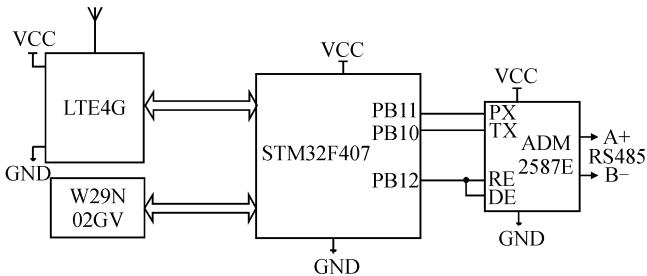 VCC
LTE4G
GND
W29N
02GV
VCC
STM32F407
PB11
PB10
PB12
GND
VCC
PX
TX
ADM
2587E
RE
DE
GND
A+
RS485
B−